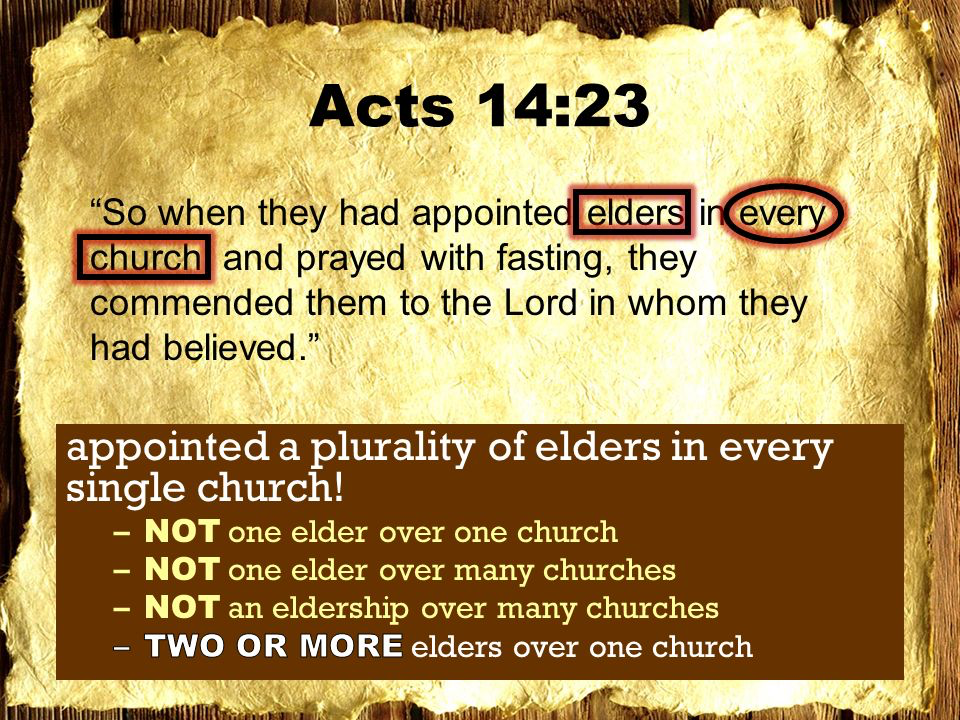 Acts 14:23
“So when they had appointed elders in every
church, and prayed with fasting, they
commended them to the Lord in whom they
had believed.”
appointed a plurality of elders in every
single church!
– NOT one elder over one church
– NOT one elder over many churches
– NOT an eldership over many churches
– TWO OR MORE elders over one church